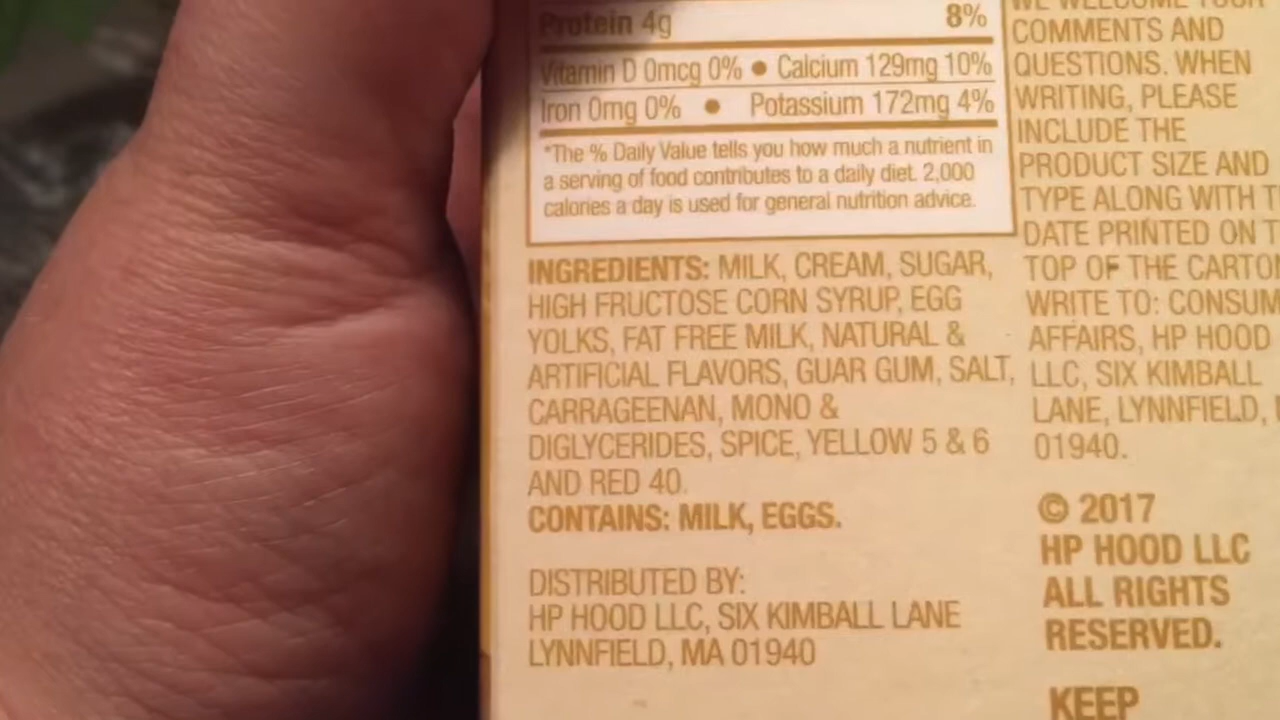 Protein 4g 8%
Vitamin D 0mcg 0% ● Calcium 129mg 10%
Iron 0mg 0% ● Potassium 172mg 4%
*The % Daily Value tells you how much a nutrient in
a serving of food contributes to a daily diet. 2,000
calories a day is used for general nutrition advice.
INGREDIENTS: MILK, CREAM, SUGAR,
HIGH FRUCTOSE CORN SYRUP, EGG
YOLKS, FAT FREE MILK, NATURAL &
ARTIFICIAL FLAVORS, GUAR GUM, SALT,
CARRAGEENAN, MONO &
DIGLYCERIDES, SPICE, YELLOW 5 & 6
AND RED 40.
CONTAINS: MILK, EGGS.
DISTRIBUTED BY:
HP HOOD LLC, SIX KIMBALL LANE
LYNNFIELD, MA 01940
WE WELCOME YOUR
COMMENTS AND
QUESTIONS. WHEN
WRITING, PLEASE
INCLUDE THE
PRODUCT SIZE AND
TYPE ALONG WITH T
DATE PRINTED ON T
TOP OF THE CARTON
WRITE TO: CONSUM
AFFAIRS, HP HOOD
LLC, SIX KIMBALL
LANE, LYNNFIELD,
01940.
© 2017
HP HOOD LLC
ALL RIGHTS
RESERVED.
KEEP